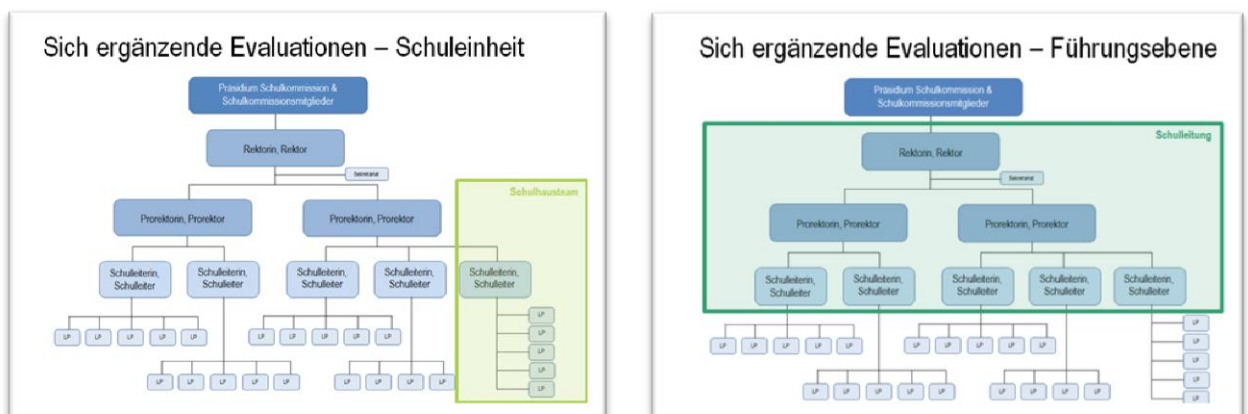 Sich ergänzende Evaluationen – Schuleinheit
Präsidium Schulkommission &
Schulkommissionsmitglieder
Rektorin, Rektor
Sekretariat
Schulhausteam
Prorektorin, Prorektor
Prorektorin, Prorektor
Schulleiterin,
Schulleiter
Schulleiterin,
Schulleiter
Schulleiterin,
Schulleiter
Schulleiterin,
Schulleiter
Schulleiterin,
Schulleiter
LP LP LP LP LP
LP LP LP LP LP
LP LP LP LP LP
LP LP LP LP
LP
LP
LP
LP
LP
Sich ergänzende Evaluationen – Führungsebene
Präsidium Schulkommission &
Schulkommissionsmitglieder
Schulleitung
Rektorin, Rektor
Sekretariat
Prorektorin, Prorektor
Prorektorin, Prorektor
Schulleiterin,
Schulleiter
Schulleiterin,
Schulleiter
Schulleiterin,
Schulleiter
Schulleiterin,
Schulleiter
Schulleiterin,
Schulleiter
LP LP LP LP LP
LP LP LP LP LP
LP LP LP LP LP
LP LP LP LP
LP
LP
LP
LP
LP